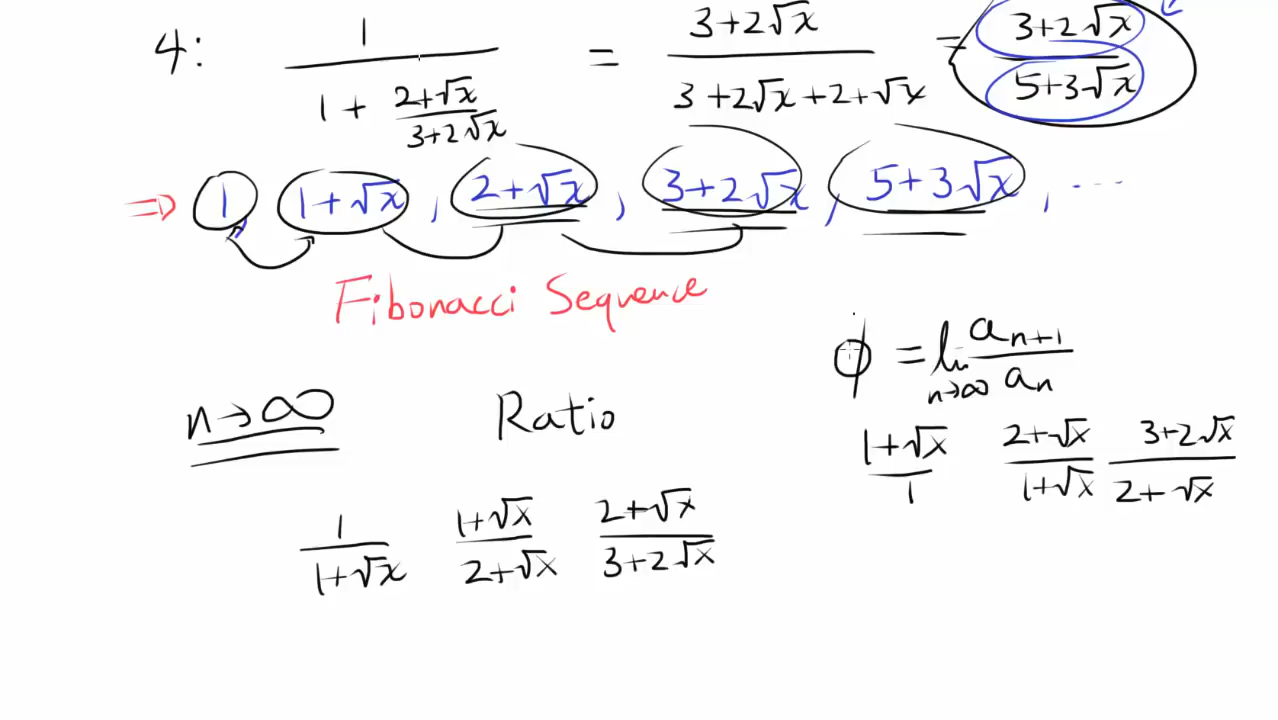 4: 1 / (1 + (2+√x)/(3+2√x)) = (3+2√x)/(3+2√x+2+√x) = (3+2√x)/(5+3√x)
⇒ 1, 1+√x, 2+√x, 3+2√x, 5+3√x, ...
Fibonacci Sequence
ϕ = lim n→∞ a_{n+1}/a_n
n→∞ Ratio
(1+√x)/1 (2+√x)/(1+√x) (3+2√x)/(2+√x)
1/(1+√x) (1+√x)/(2+√x) (2+√x)/(3+2√x)